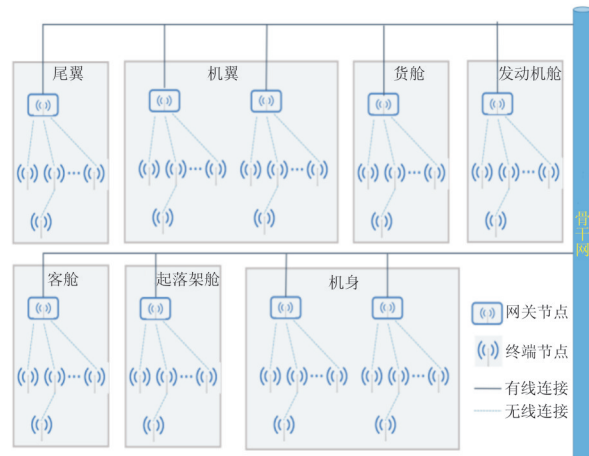 尾翼
机翼
货舱
发动机舱
骨干网
客舱
起落架舱
机身
网关节点
终端节点
有线连接
无线连接